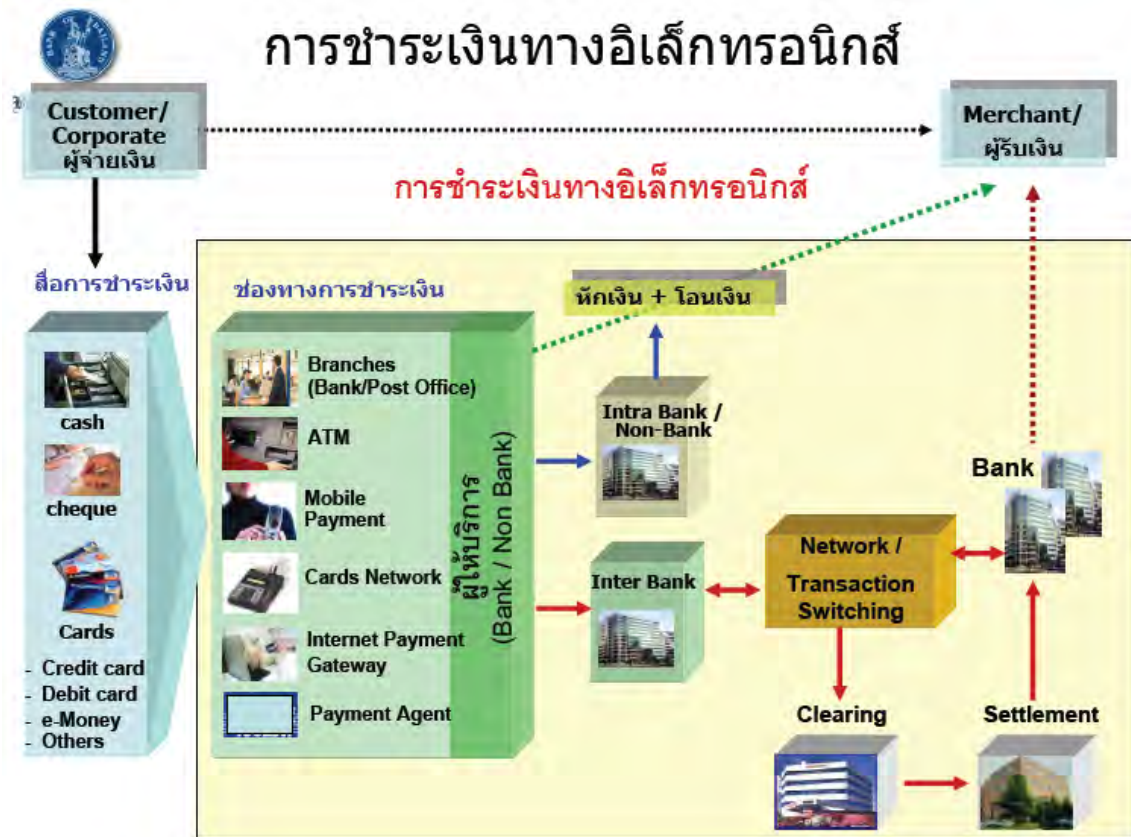 BANK OF THAILAND
การชำระเงินทางอิเล็กทรอนิกส์
Customer/
Corporate
ผู้จ่ายเงิน
Merchant/
ผู้รับเงิน
การชำระเงินทางอิเล็กทรอนิกส์
สื่อการชำระเงิน
cash
cheque
Cards
- Credit card
- Debit card
- e-Money
- Others
ช่องทางการชำระเงิน
Branches
(Bank/Post Office)
ATM
Mobile
Payment
Cards Network
Internet Payment
Gateway
Payment Agent
ผู้ให้บริการ
(Bank / Non Bank)
หักเงิน + โอนเงิน
Intra Bank /
Non-Bank
Inter Bank
Network /
Transaction
Switching
Bank
Clearing
Settlement